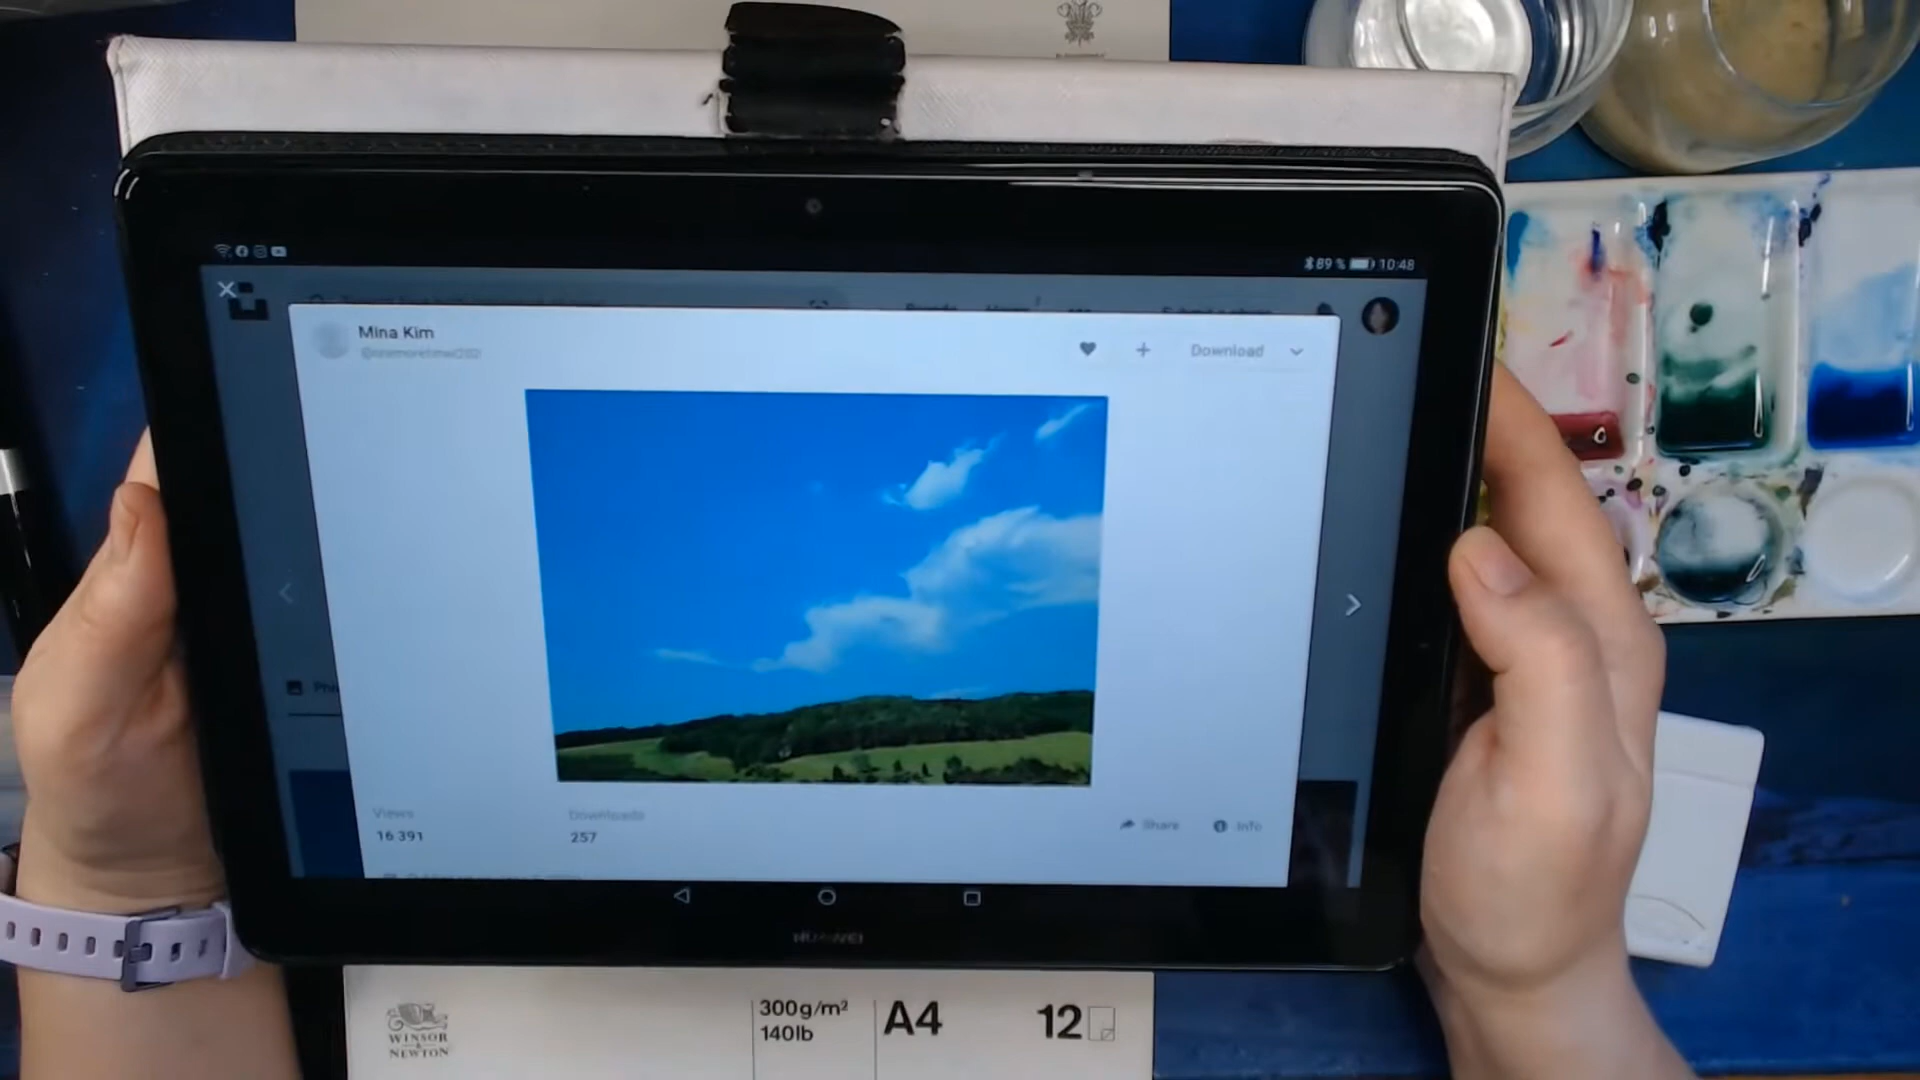 89 % 10:48
Mina Kim
Download
Views
Downloads
16 391
257
Share
Info
HUAWEI
WINSOR
&
NEWTON
300g/m²
140lb
A4
12